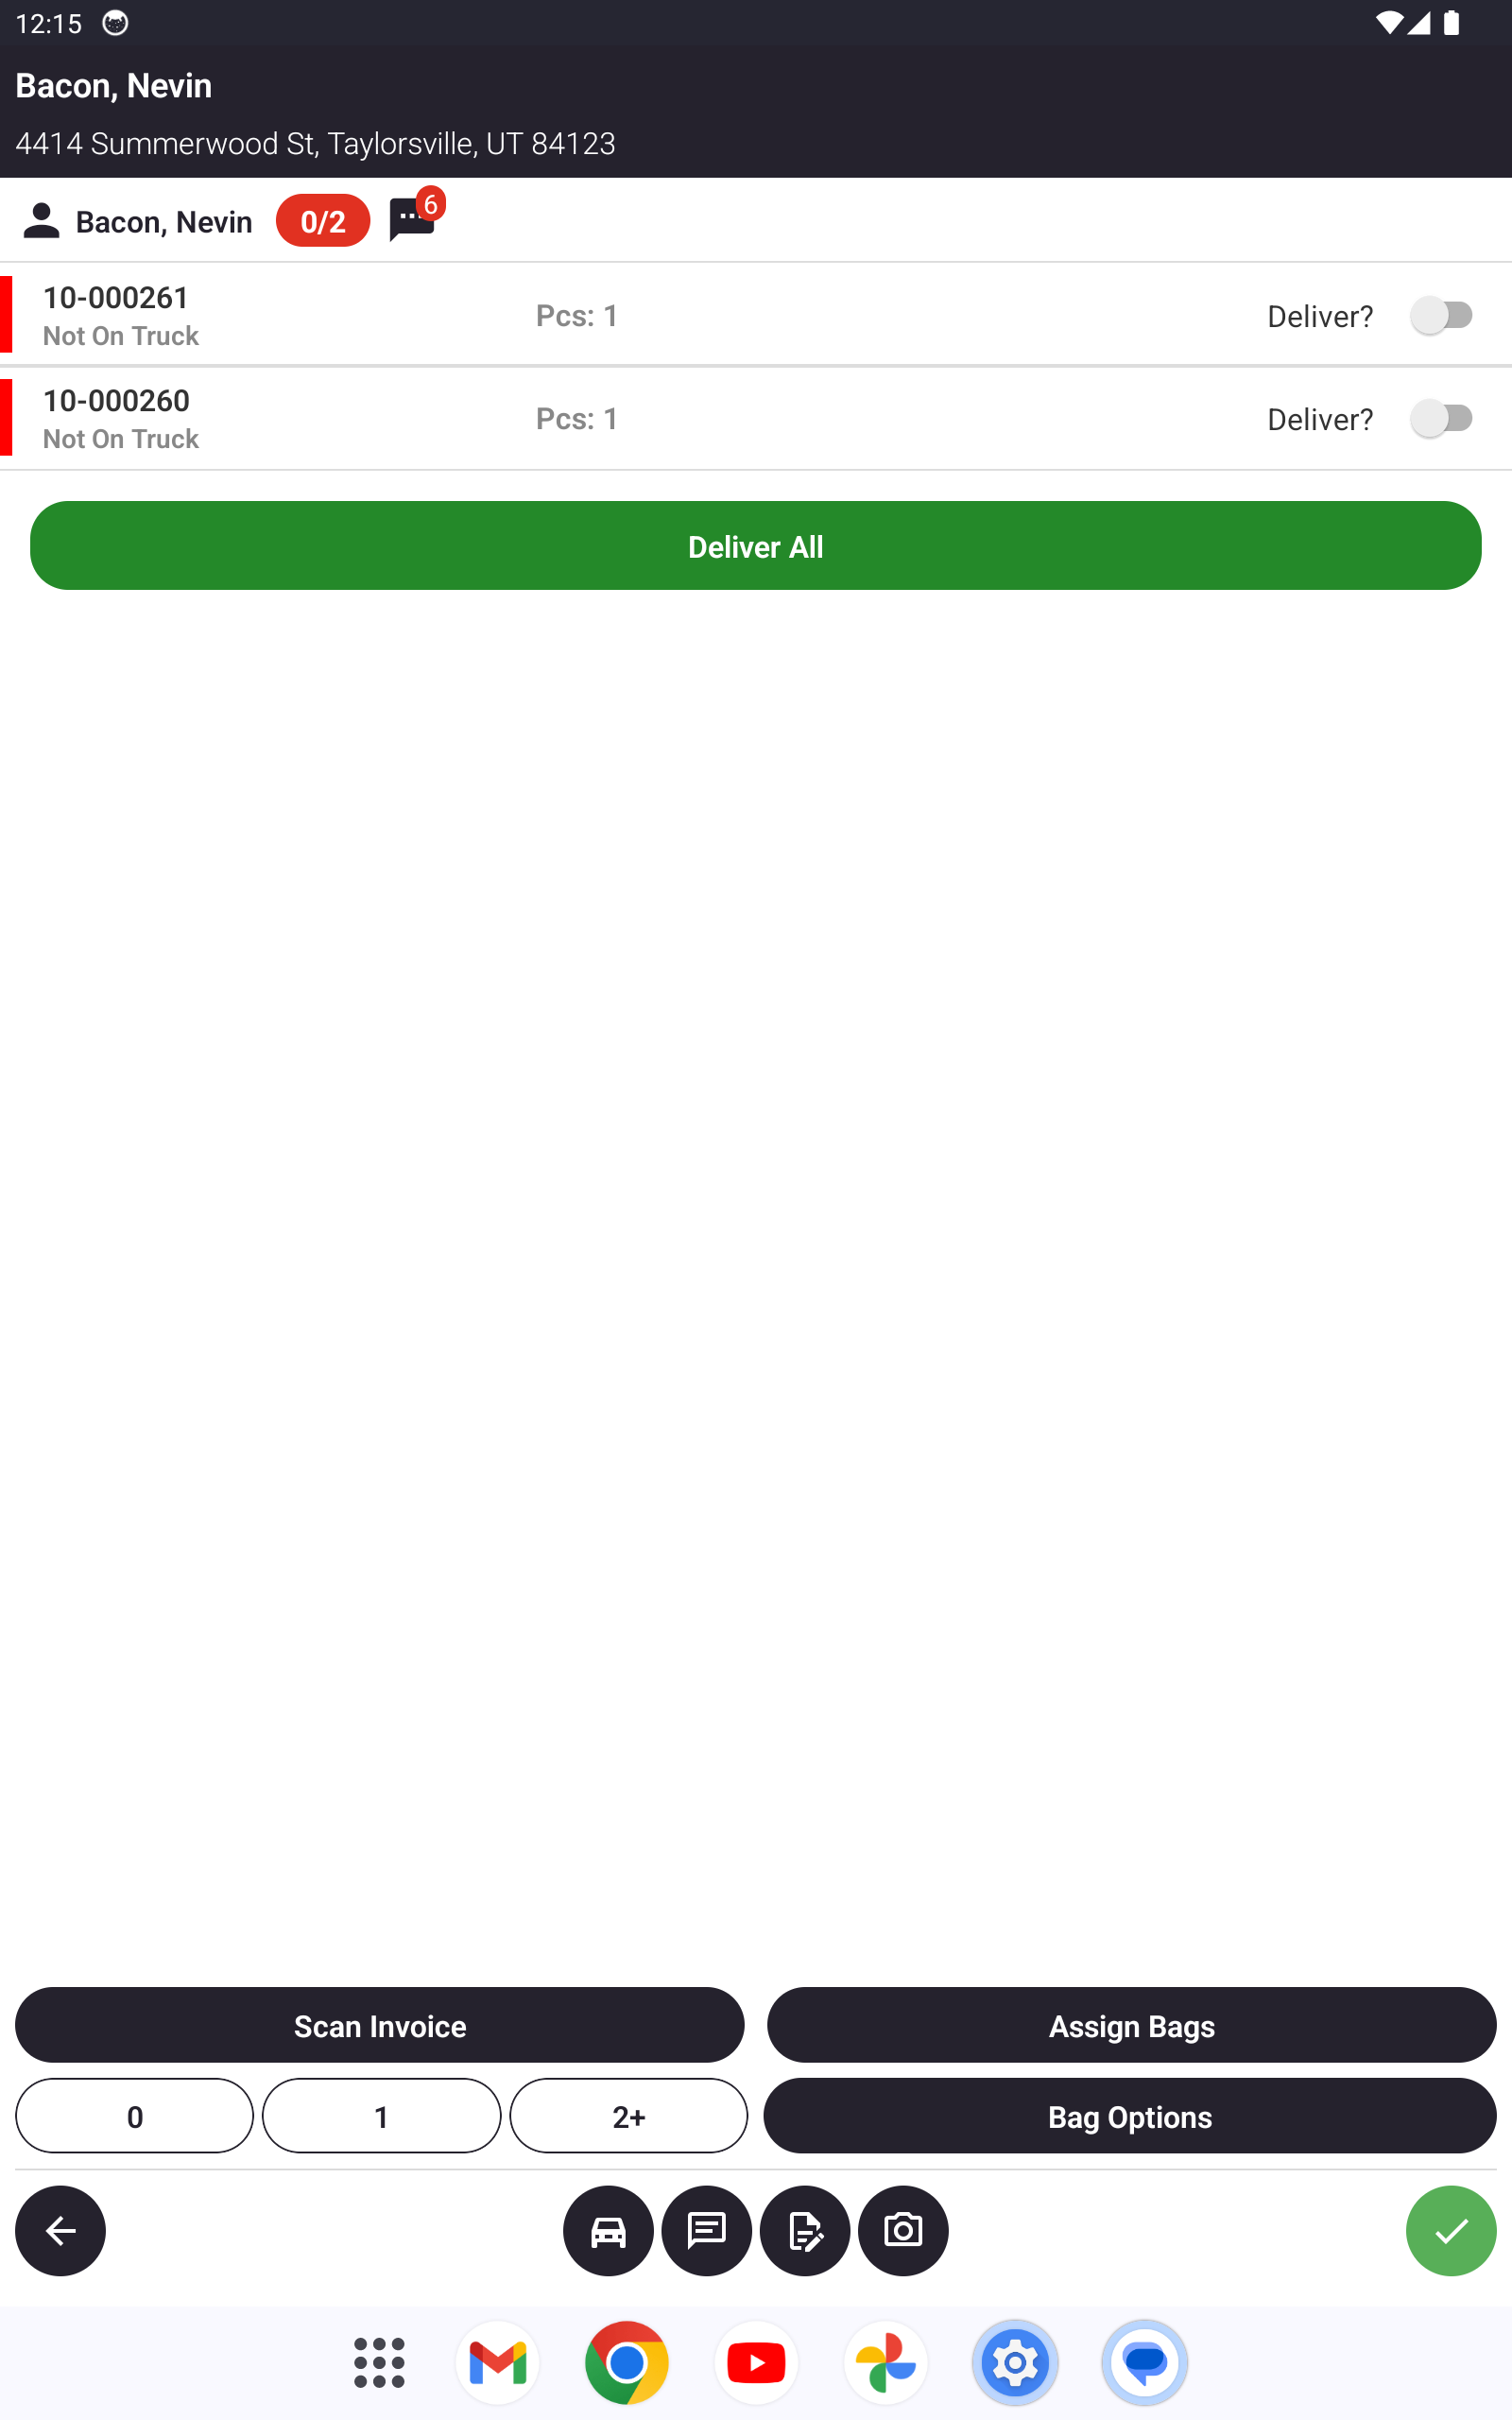 12:15
Bacon, Nevin
4414 Summerwood St, Taylorsville, UT 84123
Bacon, Nevin 0/2 6
10-000261
Not On Truck
Pcs: 1
Deliver?
10-000260
Not On Truck
Pcs: 1
Deliver?
Deliver All
Scan Invoice
Assign Bags
0
1
2+
Bag Options